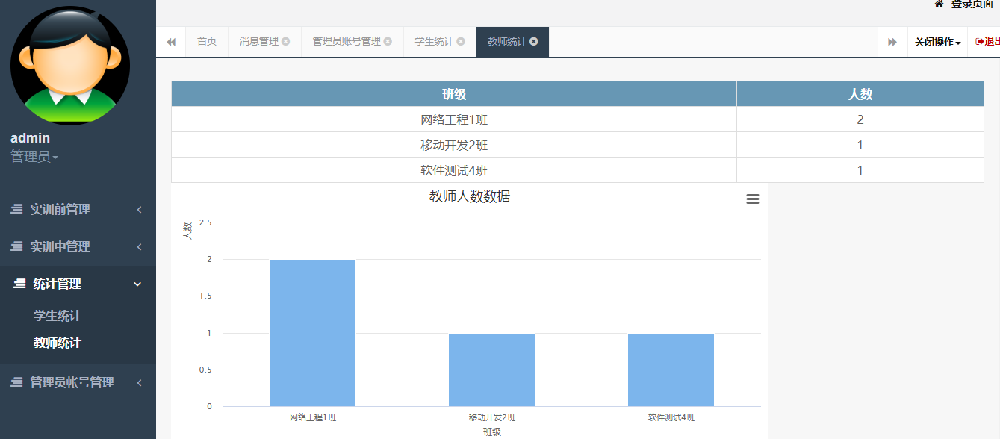 登录页面
首页 消息管理 管理员账号管理 学生统计 教师统计 关闭操作 退出
admin
管理员
实训前管理
实训中管理
统计管理
学生统计
教师统计
管理员帐号管理
班级 人数
网络工程1班 2
移动开发2班 1
软件测试4班 1
教师人数数据
人数
2.5
2
1.5
1
0.5
0
网络工程1班 移动开发2班 软件测试4班
班级